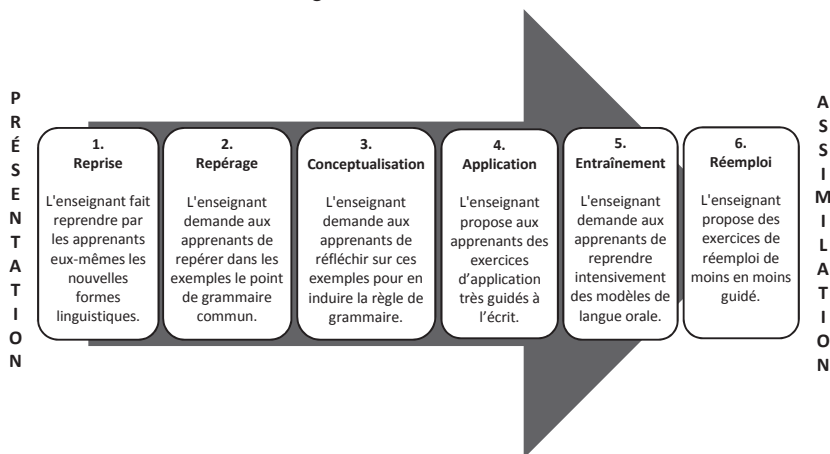 PRÉSENTATION
1.
Reprise
L'enseignant fait
reprendre par
les apprenants
eux-mêmes les
nouvelles
formes
linguistiques.
2.
Repérage
L'enseignant
demande aux
apprenants de
repérer dans les
exemples le point
de grammaire
commun.
3.
Conceptualisation
L'enseignant
demande aux
apprenants de
réfléchir sur ces
exemples pour en
induire la règle de
grammaire.
4.
Application
L'enseignant
propose aux
apprenants des
exercices
d'application
très guidés à
l'écrit.
5.
Entraînement
L'enseignant
demande aux
apprenants de
reprendre
intensivement
des modèles de
langue orale.
6.
Réemploi
L'enseignant
propose des
exercices de
réemploi de
moins en moins
guidé.
ASSIMILATION